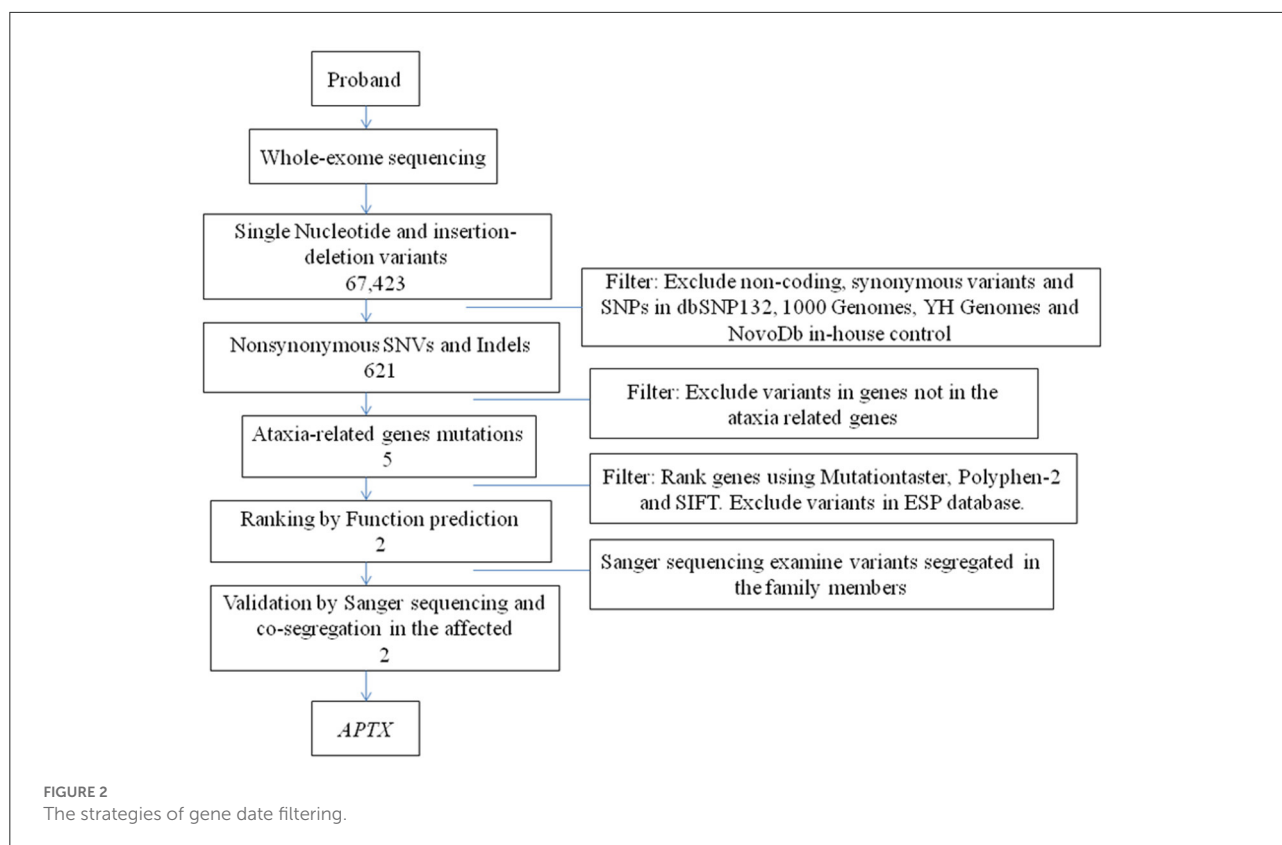 Proband
Whole-exome sequencing
Single Nucleotide and insertion-
deletion variants
67,423
Filter: Exclude non-coding, synonymous variants and
SNPs in dbSNP132, 1000 Genomes, YH Genomes and
NovoDb in-house control
Nonsynonymous SNVs and Indels
621
Filter: Exclude variants in genes not in the
ataxia related genes
Ataxia-related genes mutations
5
Filter: Rank genes using Mutationtaster, Polyphen-2
and SIFT. Exclude variants in ESP database.
Ranking by Function prediction
2
Sanger sequencing examine variants segregated in
the family members
Validation by Sanger sequencing and
co-segregation in the affected
2
APTX
FIGURE 2
The strategies of gene date filtering.